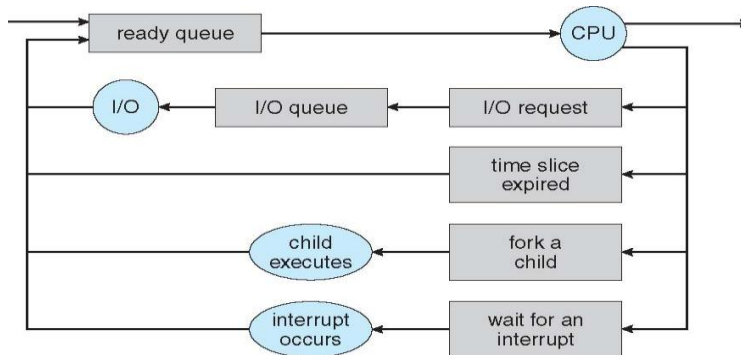 ready queue
CPU
I/O
I/O queue
I/O request
time slice
expired
child
executes
fork a
child
interrupt
occurs
wait for an
interrupt